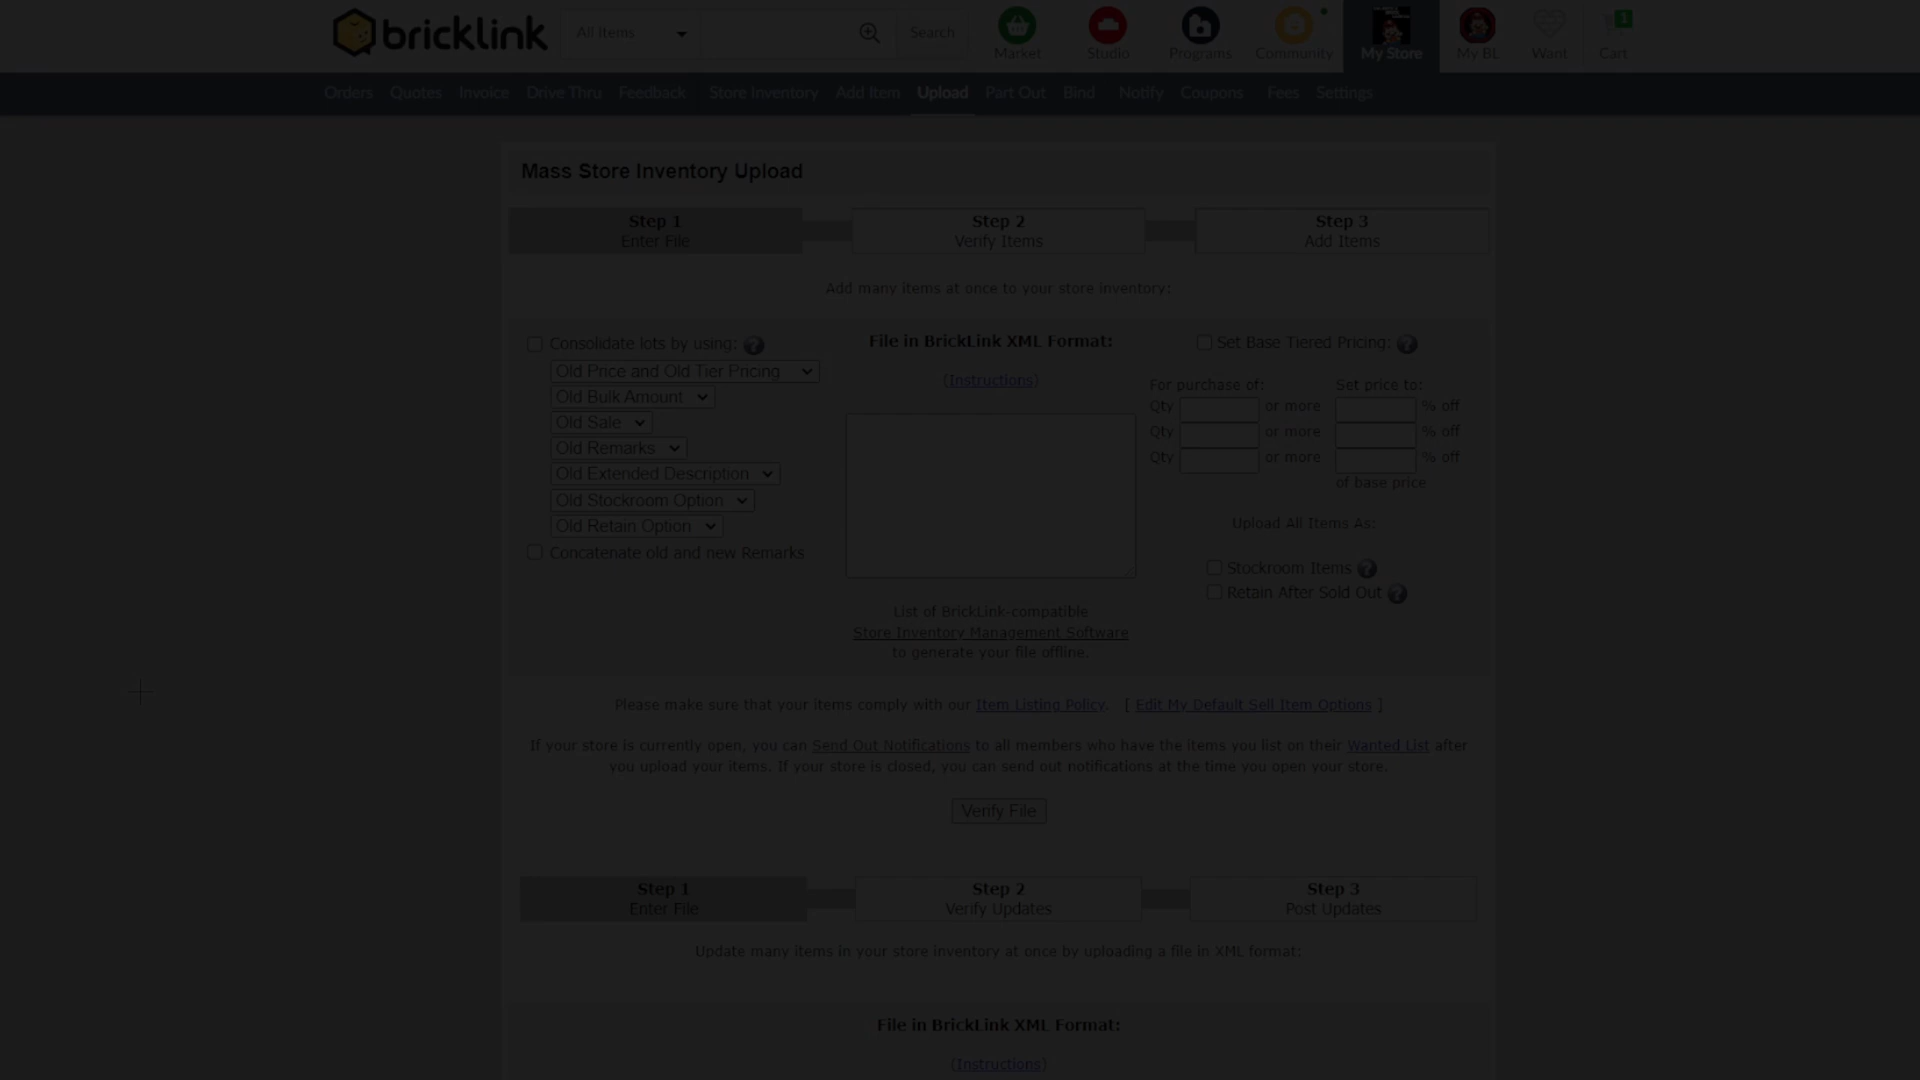 bricklink
All Items
Search
Market
Studio
Programs
Community
My Store
My BL
Want
1
Cart
Orders Quotes Invoice Drive Thru Feedback Store Inventory Add Item Upload Part Out Bind Notify Coupons Fees Settings
Mass Store Inventory Upload
Step 1
Enter File
Step 2
Verify Items
Step 3
Add Items
Add many items at once to your store inventory:
Consolidate lots by using: ?
Old Price and Old Tier Pricing
Old Bulk Amount
Old Sale
Old Remarks
Old Extended Description
Old Stockroom Option
Old Retain Option
Concatenate old and new Remarks
File in BrickLink XML Format:
(Instructions)
List of BrickLink-compatible
Store Inventory Management Software
to generate your file offline.
Set Base Tiered Pricing: ?
For purchase of: Set price to:
Qty or more % off
Qty or more % off
Qty or more % off
of base price
Upload All Items As:
Stockroom Items ?
Retain After Sold Out ?
Please make sure that your items comply with our Item Listing Policy. [ Edit My Default Sell Item Options ]
If your store is currently open, you can Send Out Notifications to all members who have the items you list on their Wanted List after
you upload your items. If your store is closed, you can send out notifications at the time you open your store.
Verify File
Step 1
Enter File
Step 2
Verify Updates
Step 3
Post Updates
Update many items in your store inventory at once by uploading a file in XML format:
File in BrickLink XML Format:
(Instructions)